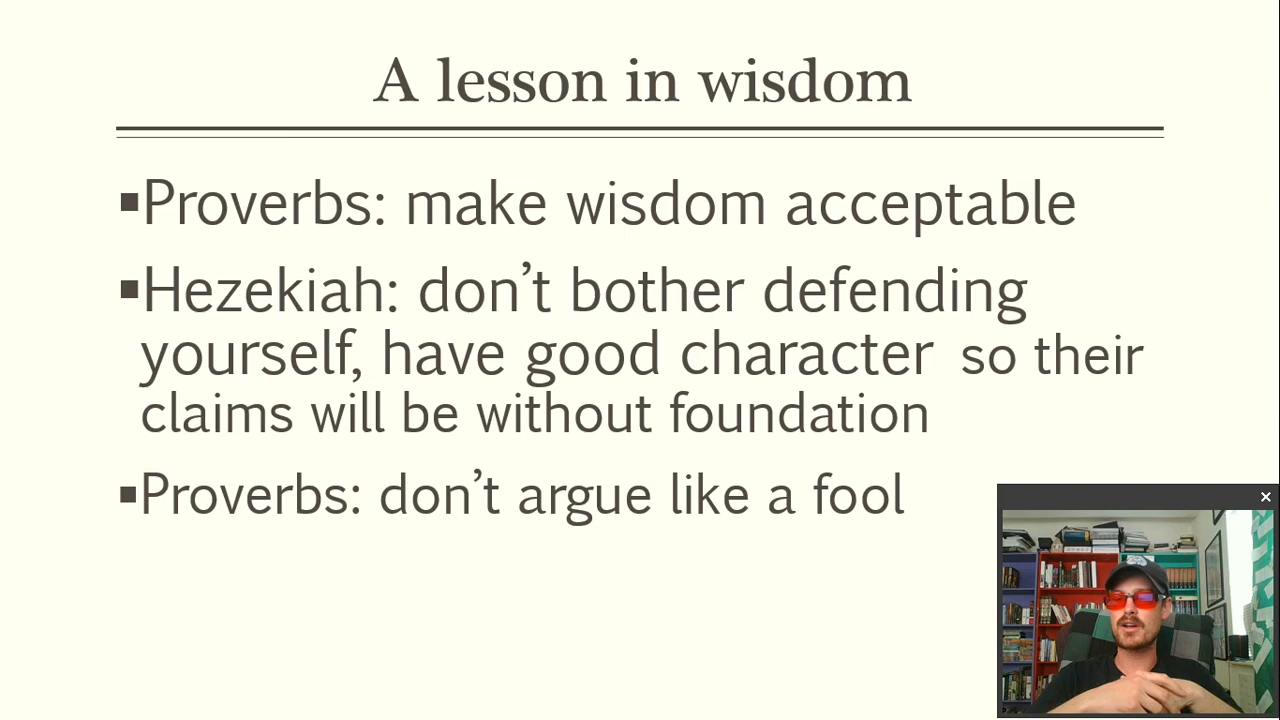 A lesson in wisdom
▪Proverbs: make wisdom acceptable
▪Hezekiah: don’t bother defending
yourself, have good character so their
claims will be without foundation
▪Proverbs: don’t argue like a fool